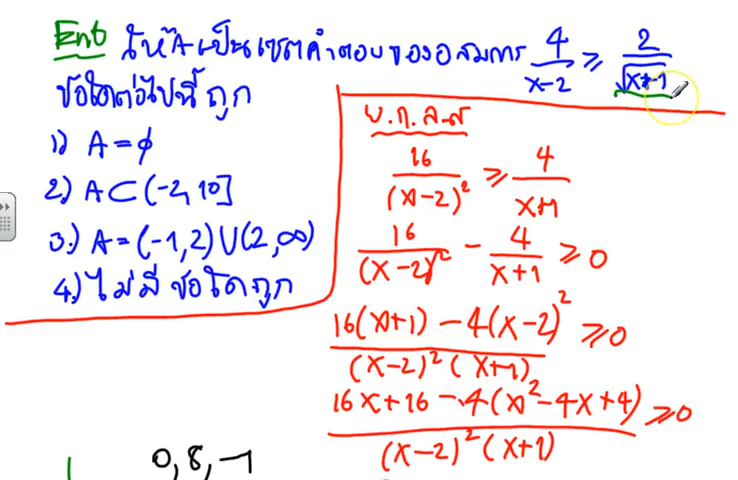 Ent ให้ A เป็นเซตคำตอบของอสมการ 4/(x-2) ≥ 2/√(x+1)
ข้อใดต่อไปนี้ ถูก
1) A = ϕ
2) A ⊂ (-2, 10]
3.) A = (-1, 2) ∪ (2, ∞)
4) ไม่มีข้อใดถูก
ย.ก.ล.ส
16/(x-2)² ≥ 4/(x+1)
16/(x-2)² - 4/(x+1) ≥ 0
(16(x+1) - 4(x-2)²)/((x-2)²(x+1)) ≥ 0
(16x+16 - 4(x²-4x+4))/((x-2)²(x+1)) ≥ 0
0, 8, -1